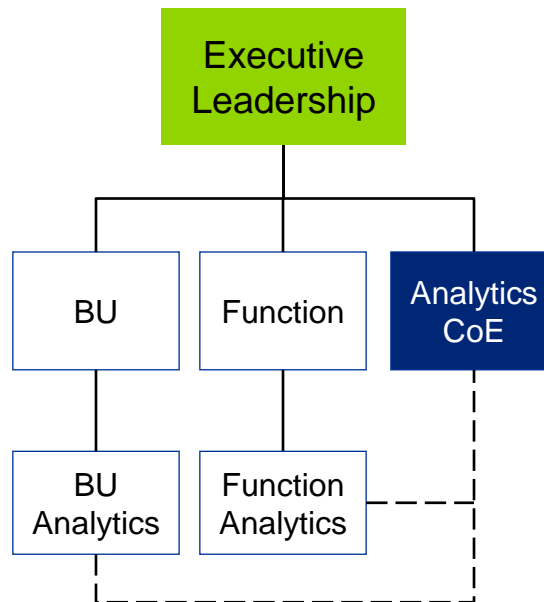 Executive
Leadership
BU
Function
Analytics
CoE
BU
Analytics
Function
Analytics